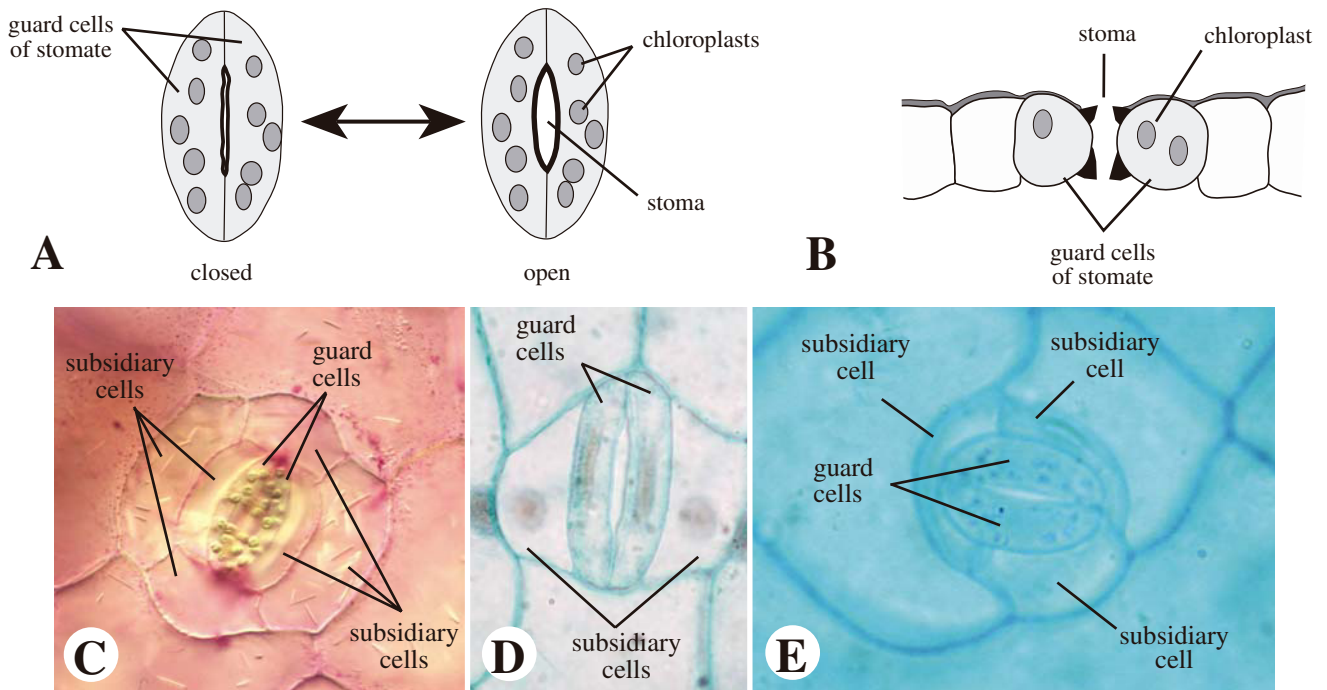 guard cells
of stomate
chloroplasts
stoma
A
closed
open
stoma
chloroplast
B
guard cells
of stomate
subsidiary
cells
guard
cells
C
subsidiary
cells
guard
cells
D
subsidiary
cells
subsidiary
cell
subsidiary
cell
guard
cells
E
subsidiary
cell